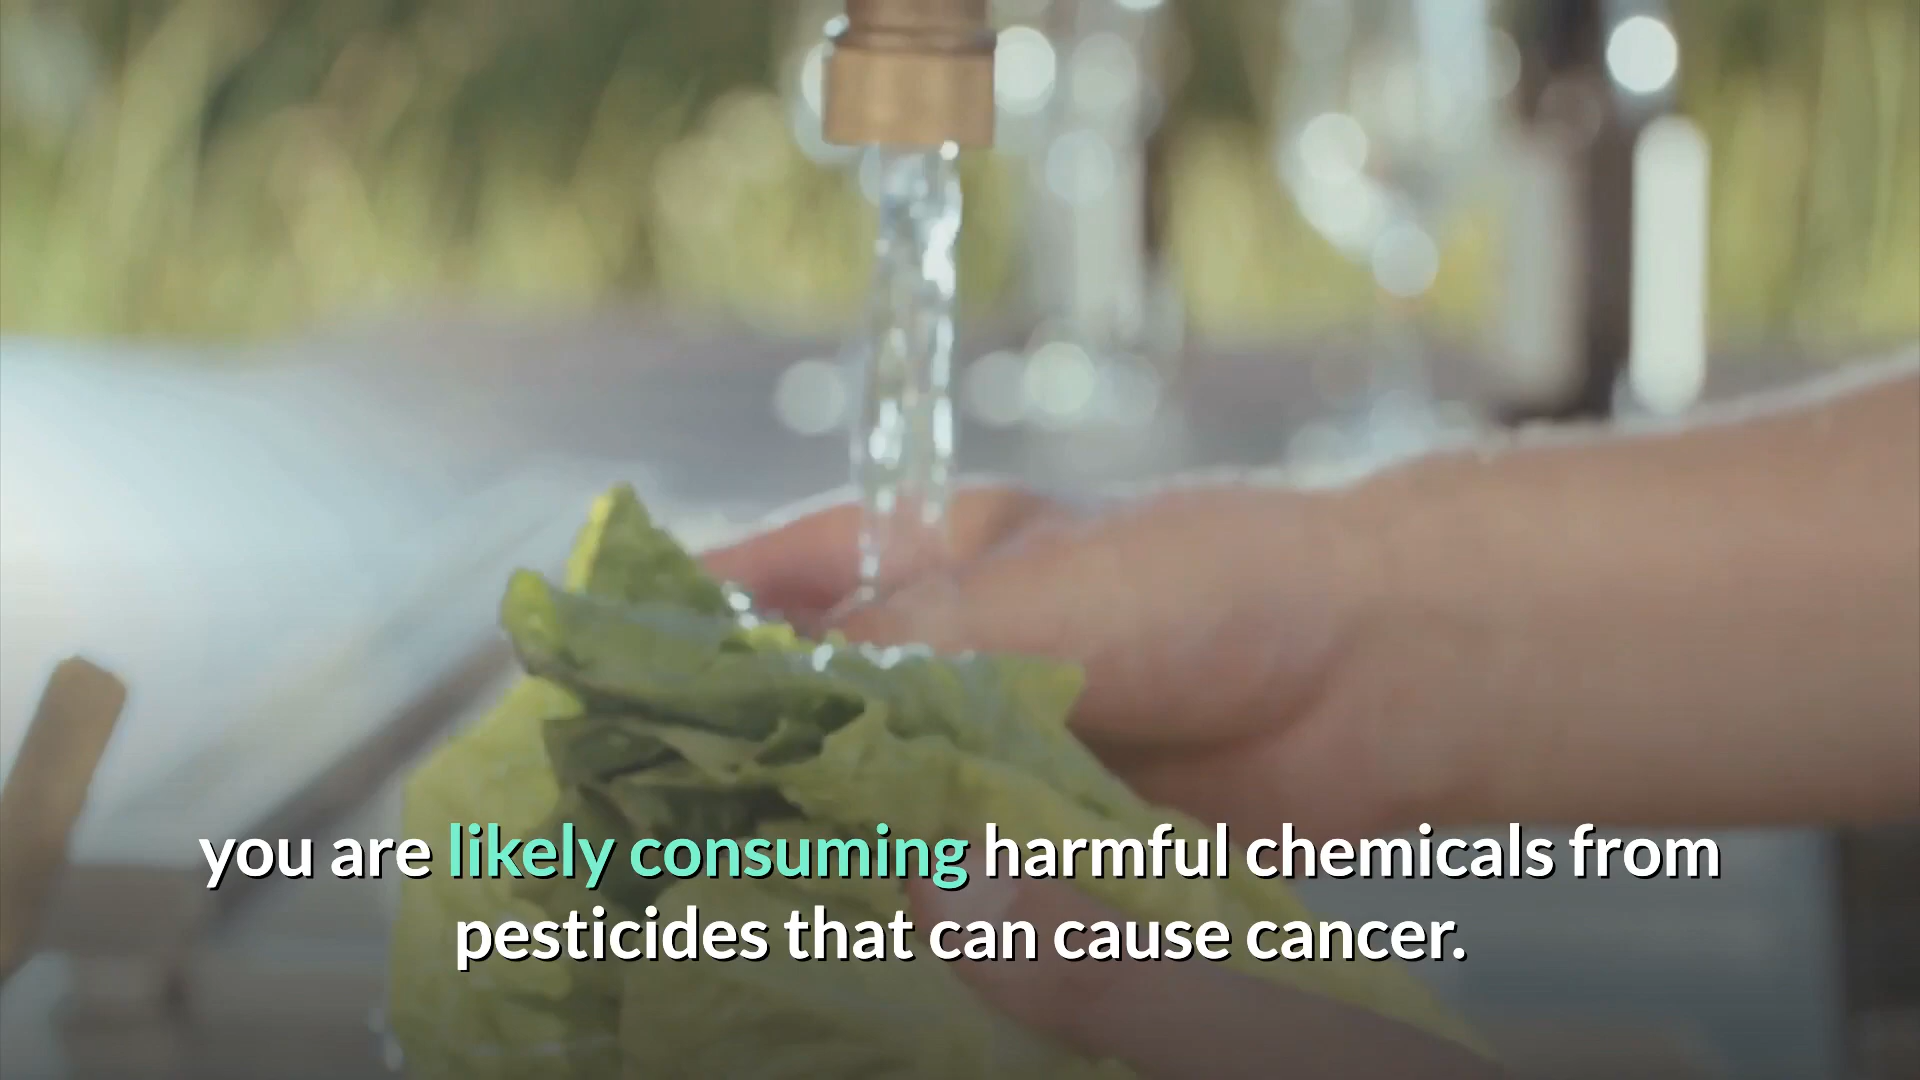 you are likely consuming harmful chemicals from
pesticides that can cause cancer.